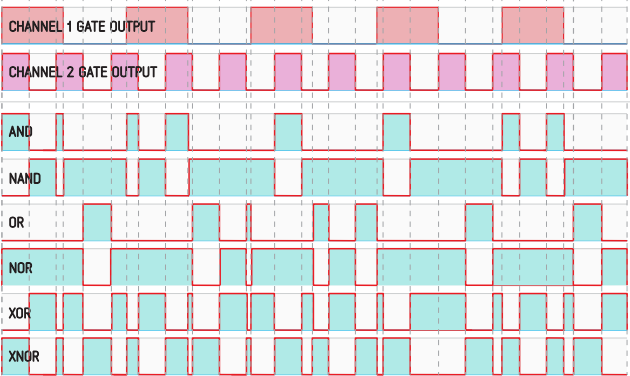 CHANNEL 1 GATE OUTPUT
CHANNEL 2 GATE OUTPUT
AND
NAND
OR
NOR
XOR
XNOR